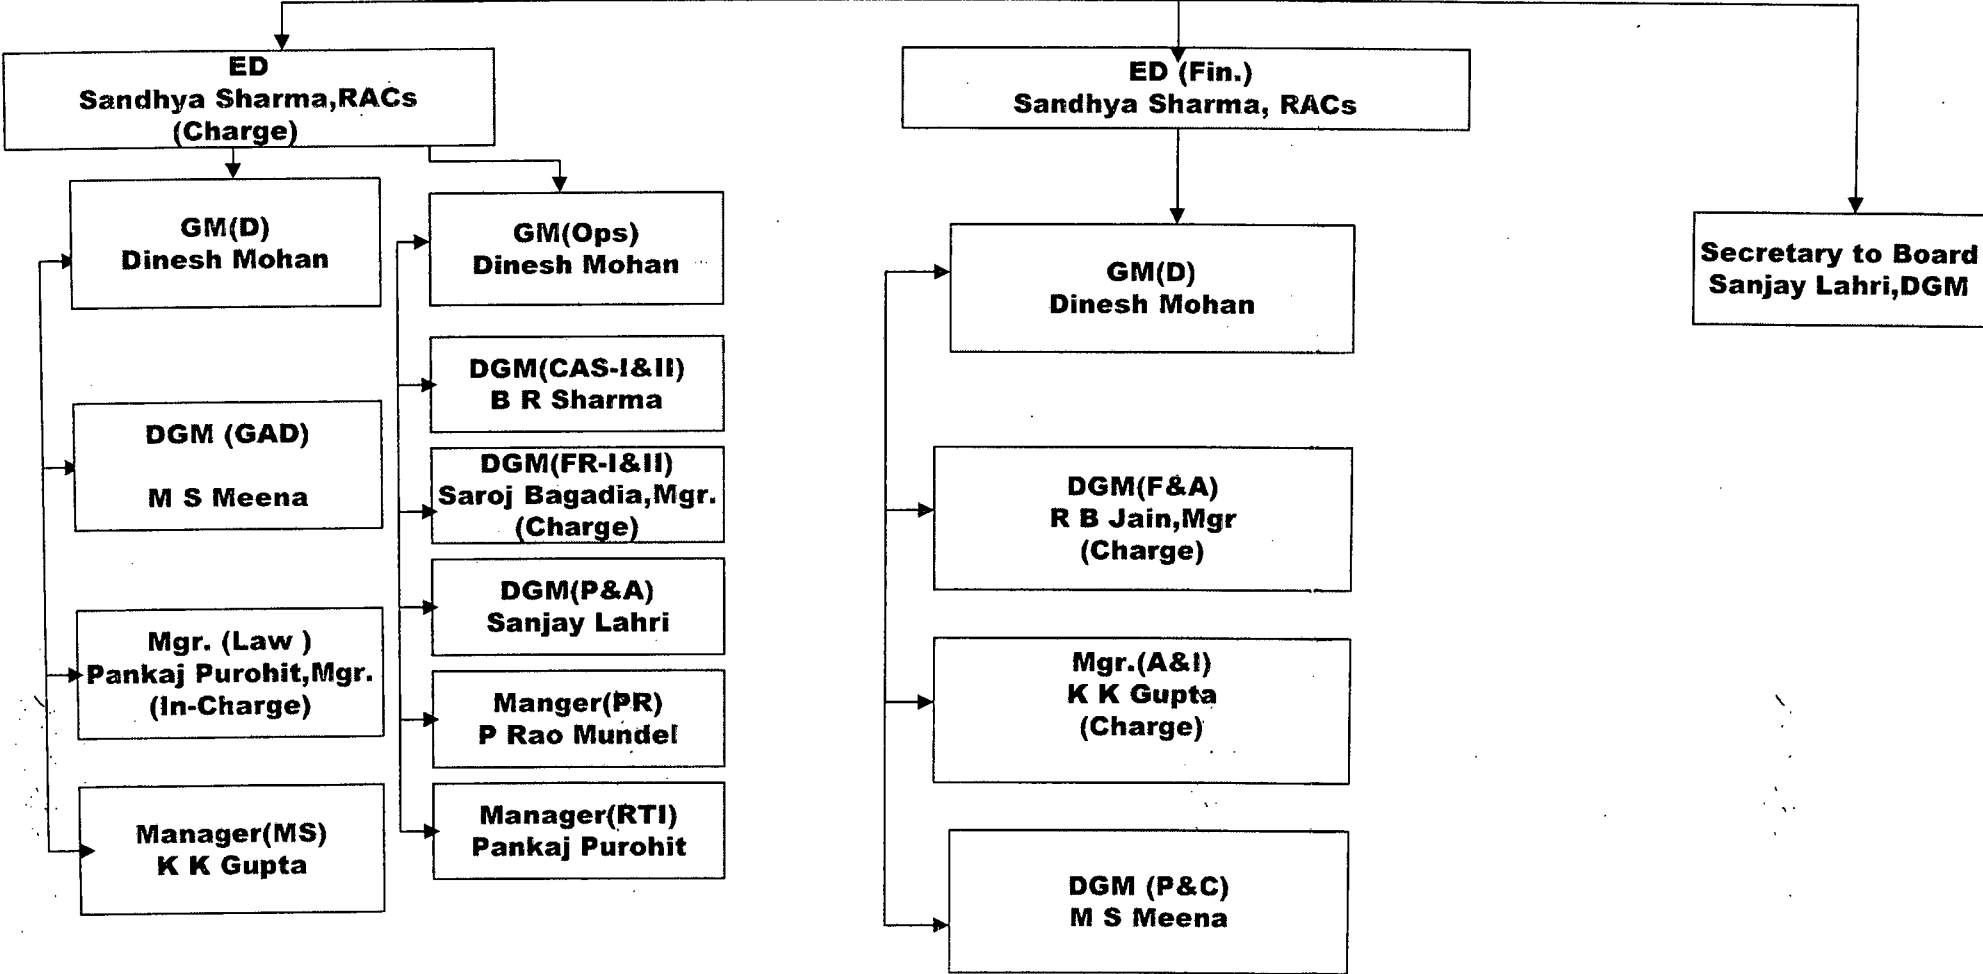 ED
Sandhya Sharma,RACs
(Charge)
GM(D)
Dinesh Mohan
DGM (GAD)
M S Meena
Mgr. (Law )
Pankaj Purohit,Mgr.
(In-Charge)
Manager(MS)
K K Gupta
GM(Ops)
Dinesh Mohan
DGM(CAS-I&II)
B R Sharma
DGM(FR-I&II)
Saroj Bagadia,Mgr.
(Charge)
DGM(P&A)
Sanjay Lahri
Manger(PR)
P Rao Mundel
Manager(RTI)
Pankaj Purohit
ED (Fin.)
Sandhya Sharma, RACs
GM(D)
Dinesh Mohan
DGM(F&A)
R B Jain,Mgr
(Charge)
Mgr.(A&I)
K K Gupta
(Charge)
DGM (P&C)
M S Meena
Secretary to Board
Sanjay Lahri,DGM